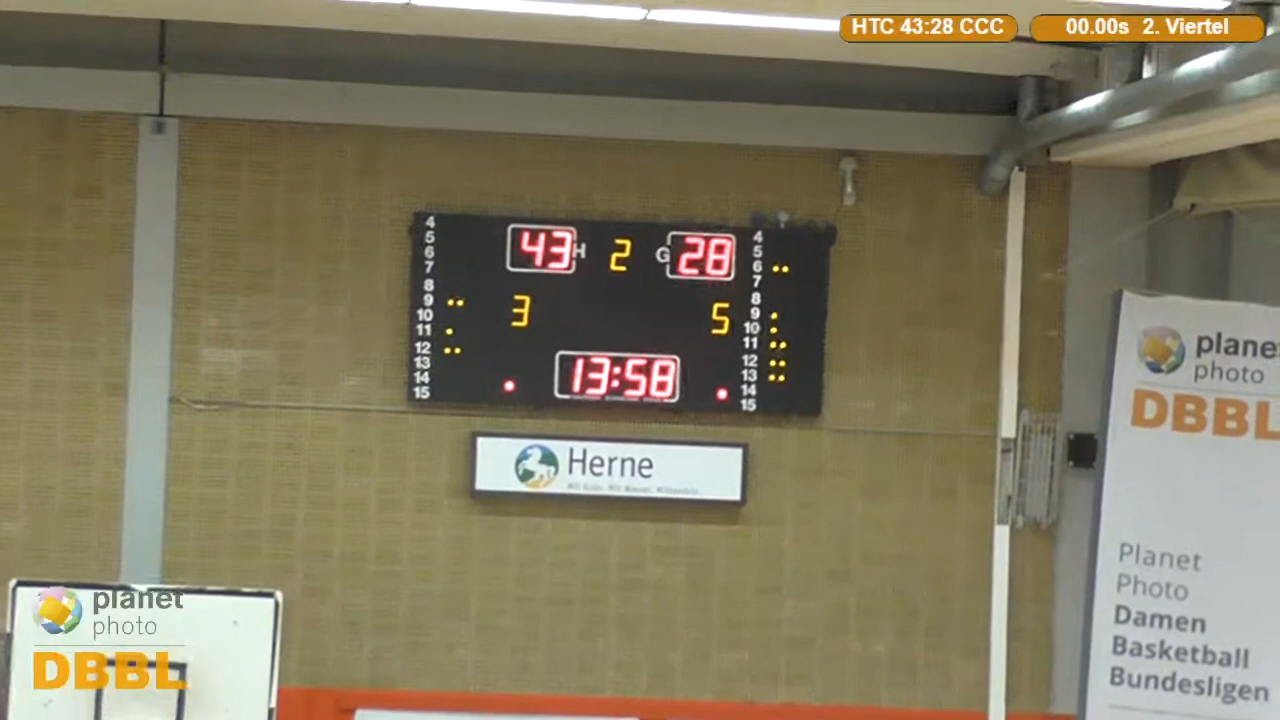 HTC 43:28 CCC
00.00s 2. Viertel
4
5
6
7
8
9
10
11
12
13
14
15
43 H 2 G 28
3 5
13:58
4
5
6
7
8
9
10
11
12
13
14
15
Herne
planet
photo
DBBL
Planet
Photo
Damen
Basketball
Bundesligen
planet
photo
DBBL